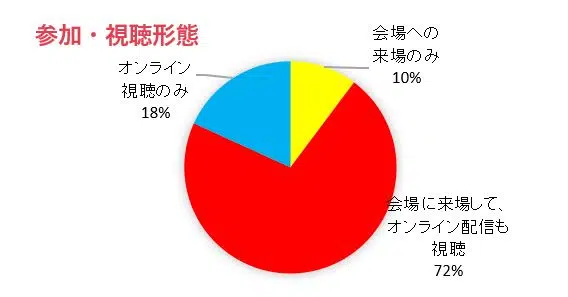 参加・視聴形態
会場への
来場のみ
10%
オンライン
視聴のみ
18%
会場に来場して、
オンライン配信も
視聴
72%